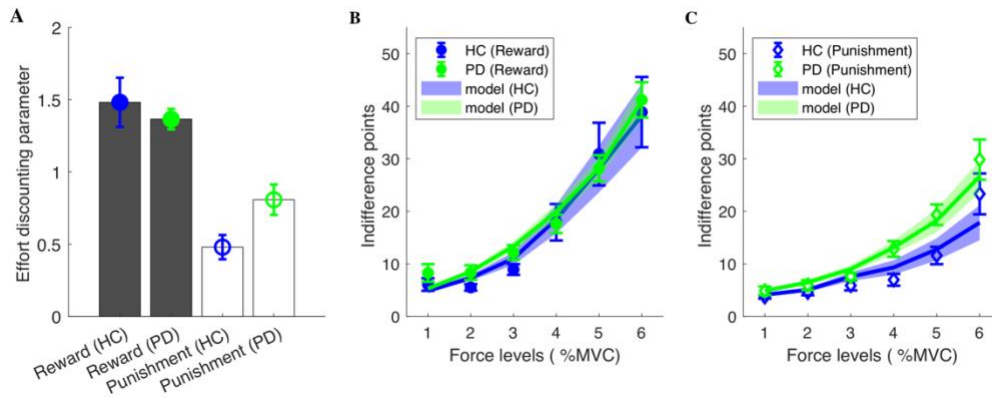 A
Effort discounting parameter
2
1.5
1
0.5
0
Reward (HC)
Reward (PD)
Punishment (HC)
Punishment (PD)
B
HC (Reward)
PD (Reward)
model (HC)
model (PD)
Indifference points
50
40
30
20
10
0
1 2 3 4 5 6
Force levels ( %MVC)
C
HC (Punishment)
PD (Punishment)
model (HC)
model (PD)
Indifference points
50
40
30
20
10
0
1 2 3 4 5 6
Force levels ( %MVC)